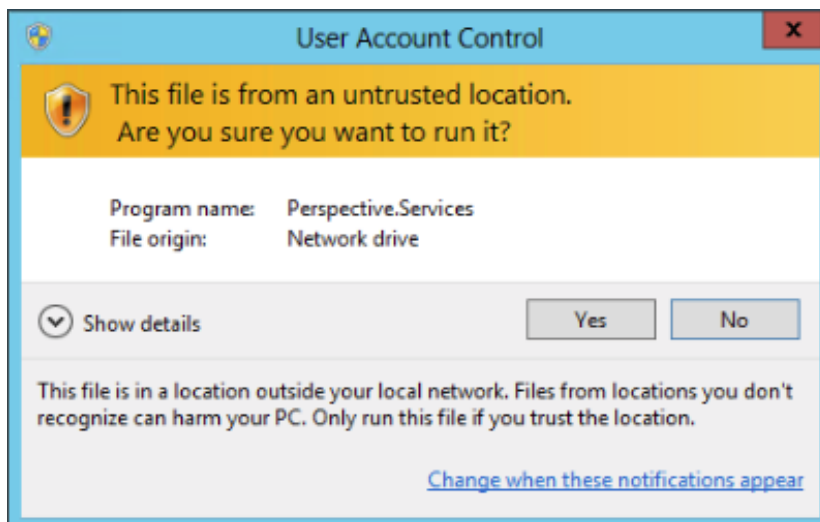 User Account Control
x
This file is from an untrusted location.
Are you sure you want to run it?
Program name: Perspective.Services
File origin: Network drive
Show details Yes No
This file is in a location outside your local network. Files from locations you don't
recognize can harm your PC. Only run this file if you trust the location.
Change when these notifications appear